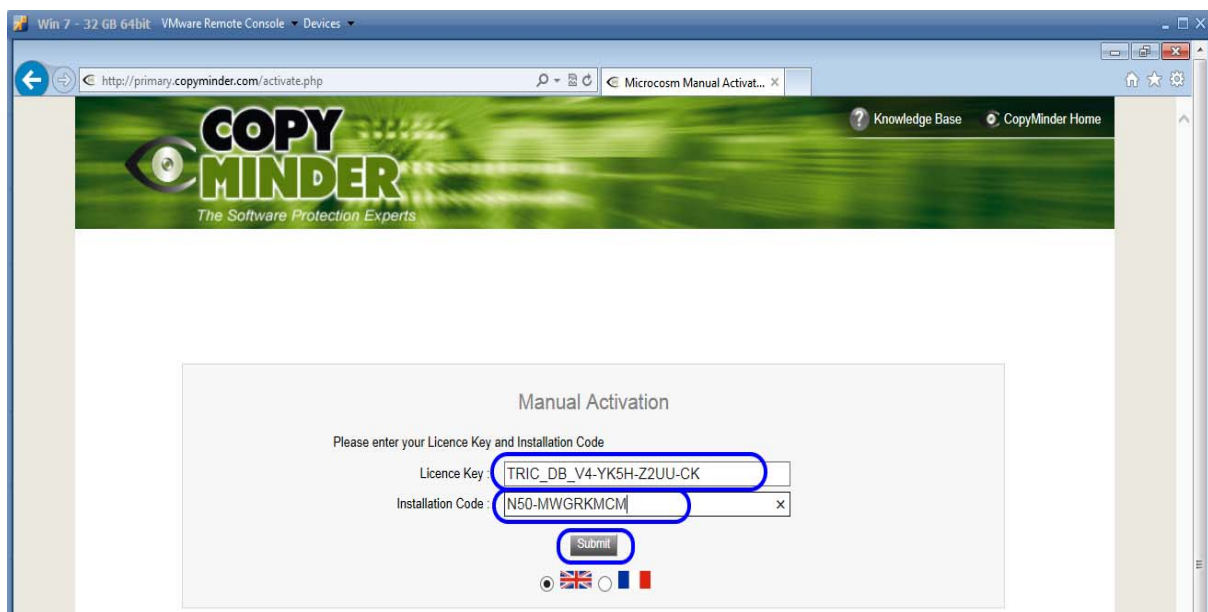 Win 7 - 32 GB 64bit VMware Remote Console Devices
http://primary.copyminder.com/activate.php Microcosm Manual Activat...
Knowledge Base CopyMinder Home
COPY
MINDER
The Software Protection Experts
Manual Activation
Please enter your Licence Key and Installation Code
Licence Key : TRIC_DB_V4-YK5H-Z2UU-CK
Installation Code : N50-MWGRKMCM
Submit